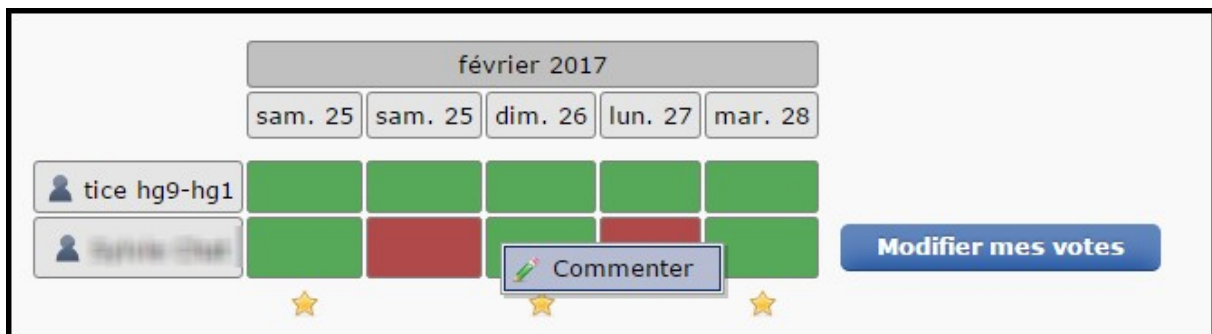 février 2017
sam. 25 sam. 25 dim. 26 lun. 27 mar. 28
tice hg9-hg1
Modifier mes votes
Commenter